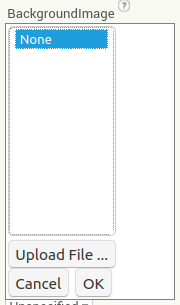 BackgroundImage ?
None
Upload File ...
Cancel OK
Unspecified